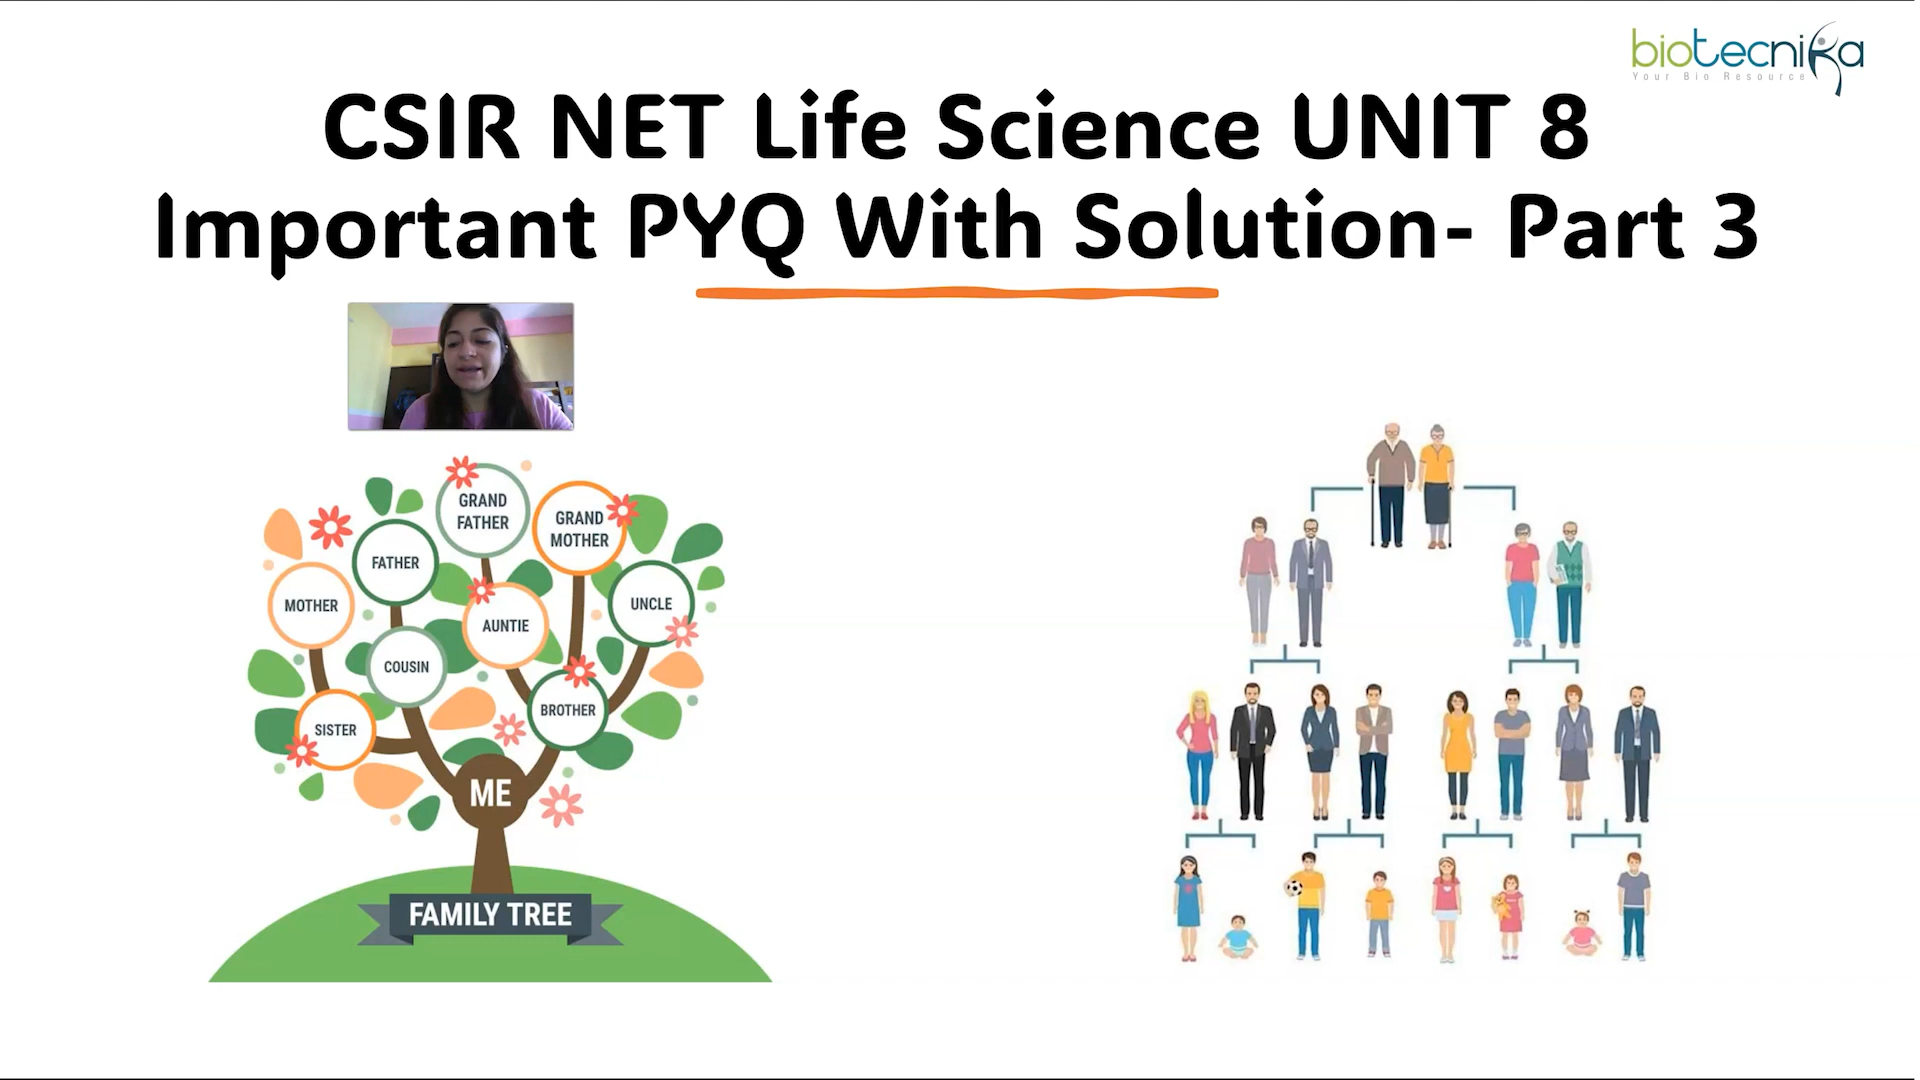 biotecnika
Your Bio Resource
CSIR NET Life Science UNIT 8
Important PYQ With Solution- Part 3
GRAND
FATHER
GRAND
MOTHER
FATHER
MOTHER
AUNTIE
UNCLE
COUSIN
SISTER
BROTHER
ME
FAMILY TREE